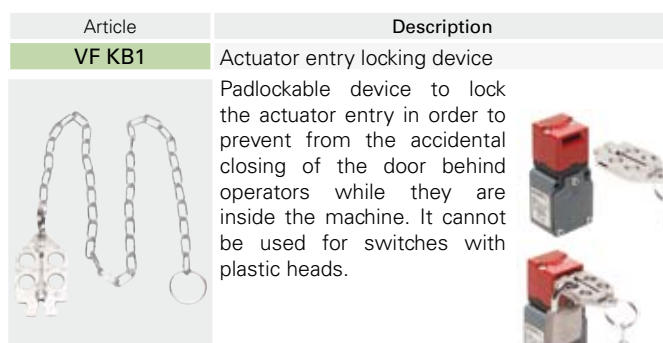 Article Description
VF KB1 Actuator entry locking device
Padlockable device to lock
the actuator entry in order to
prevent from the accidental
closing of the door behind
operators while they are
inside the machine. It cannot
be used for switches with
plastic heads.